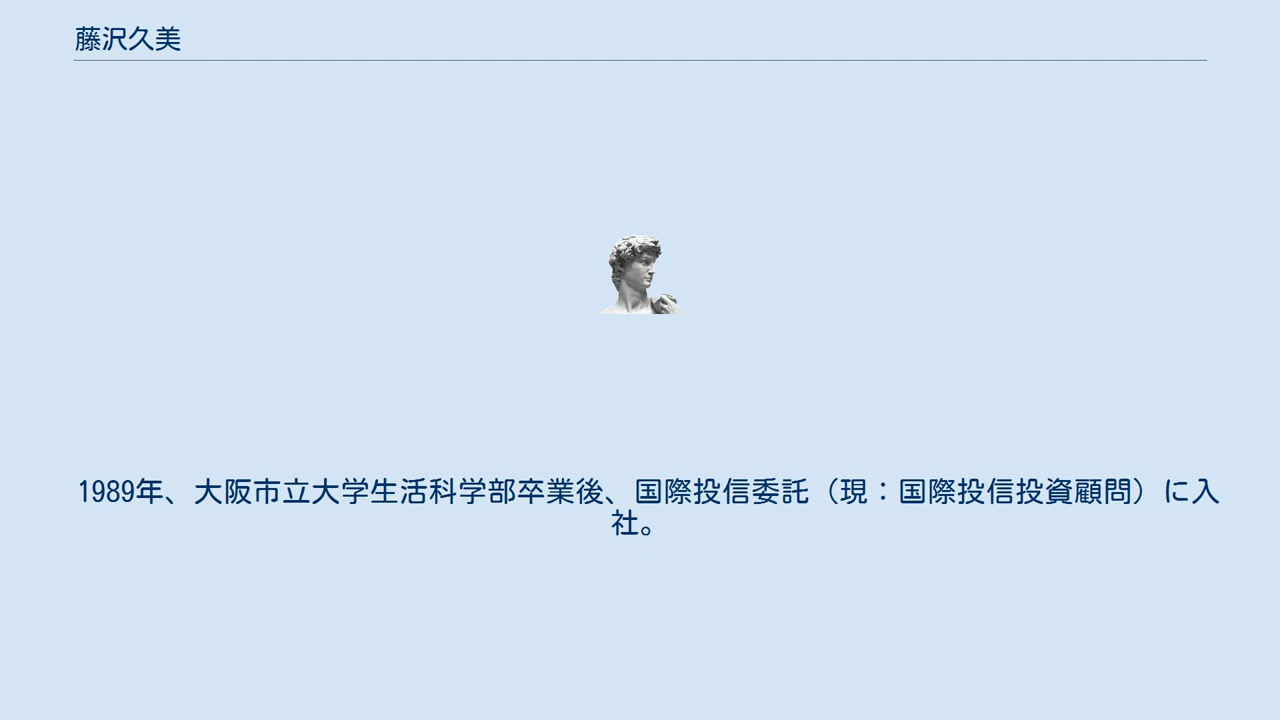 藤沢久美
1989年、大阪市立大学生活科学部卒業後、国際投信委託（現：国際投信投資顧問）に入
社。